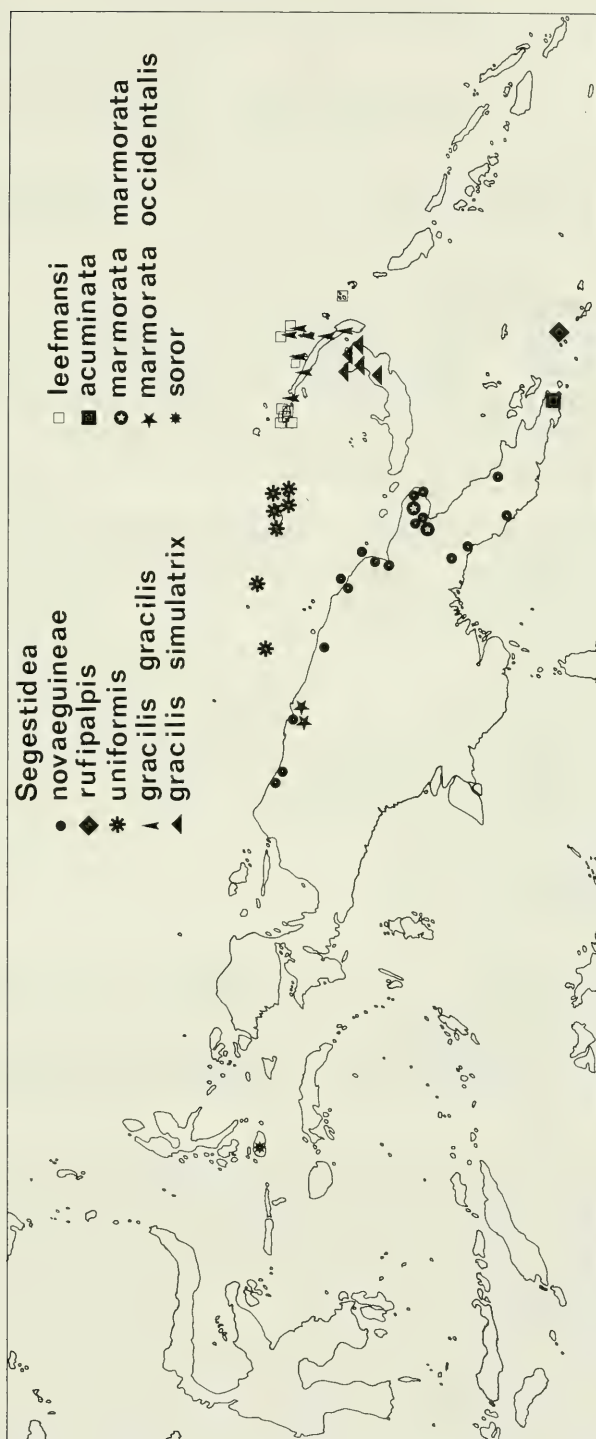 Segestidea
novaeguineae
rufipalpis
uniformis
gracilis gracilis
gracilis simulatrix
leefmansi
acuminata
marmorata marmorata
marmorata occidentalis
soror